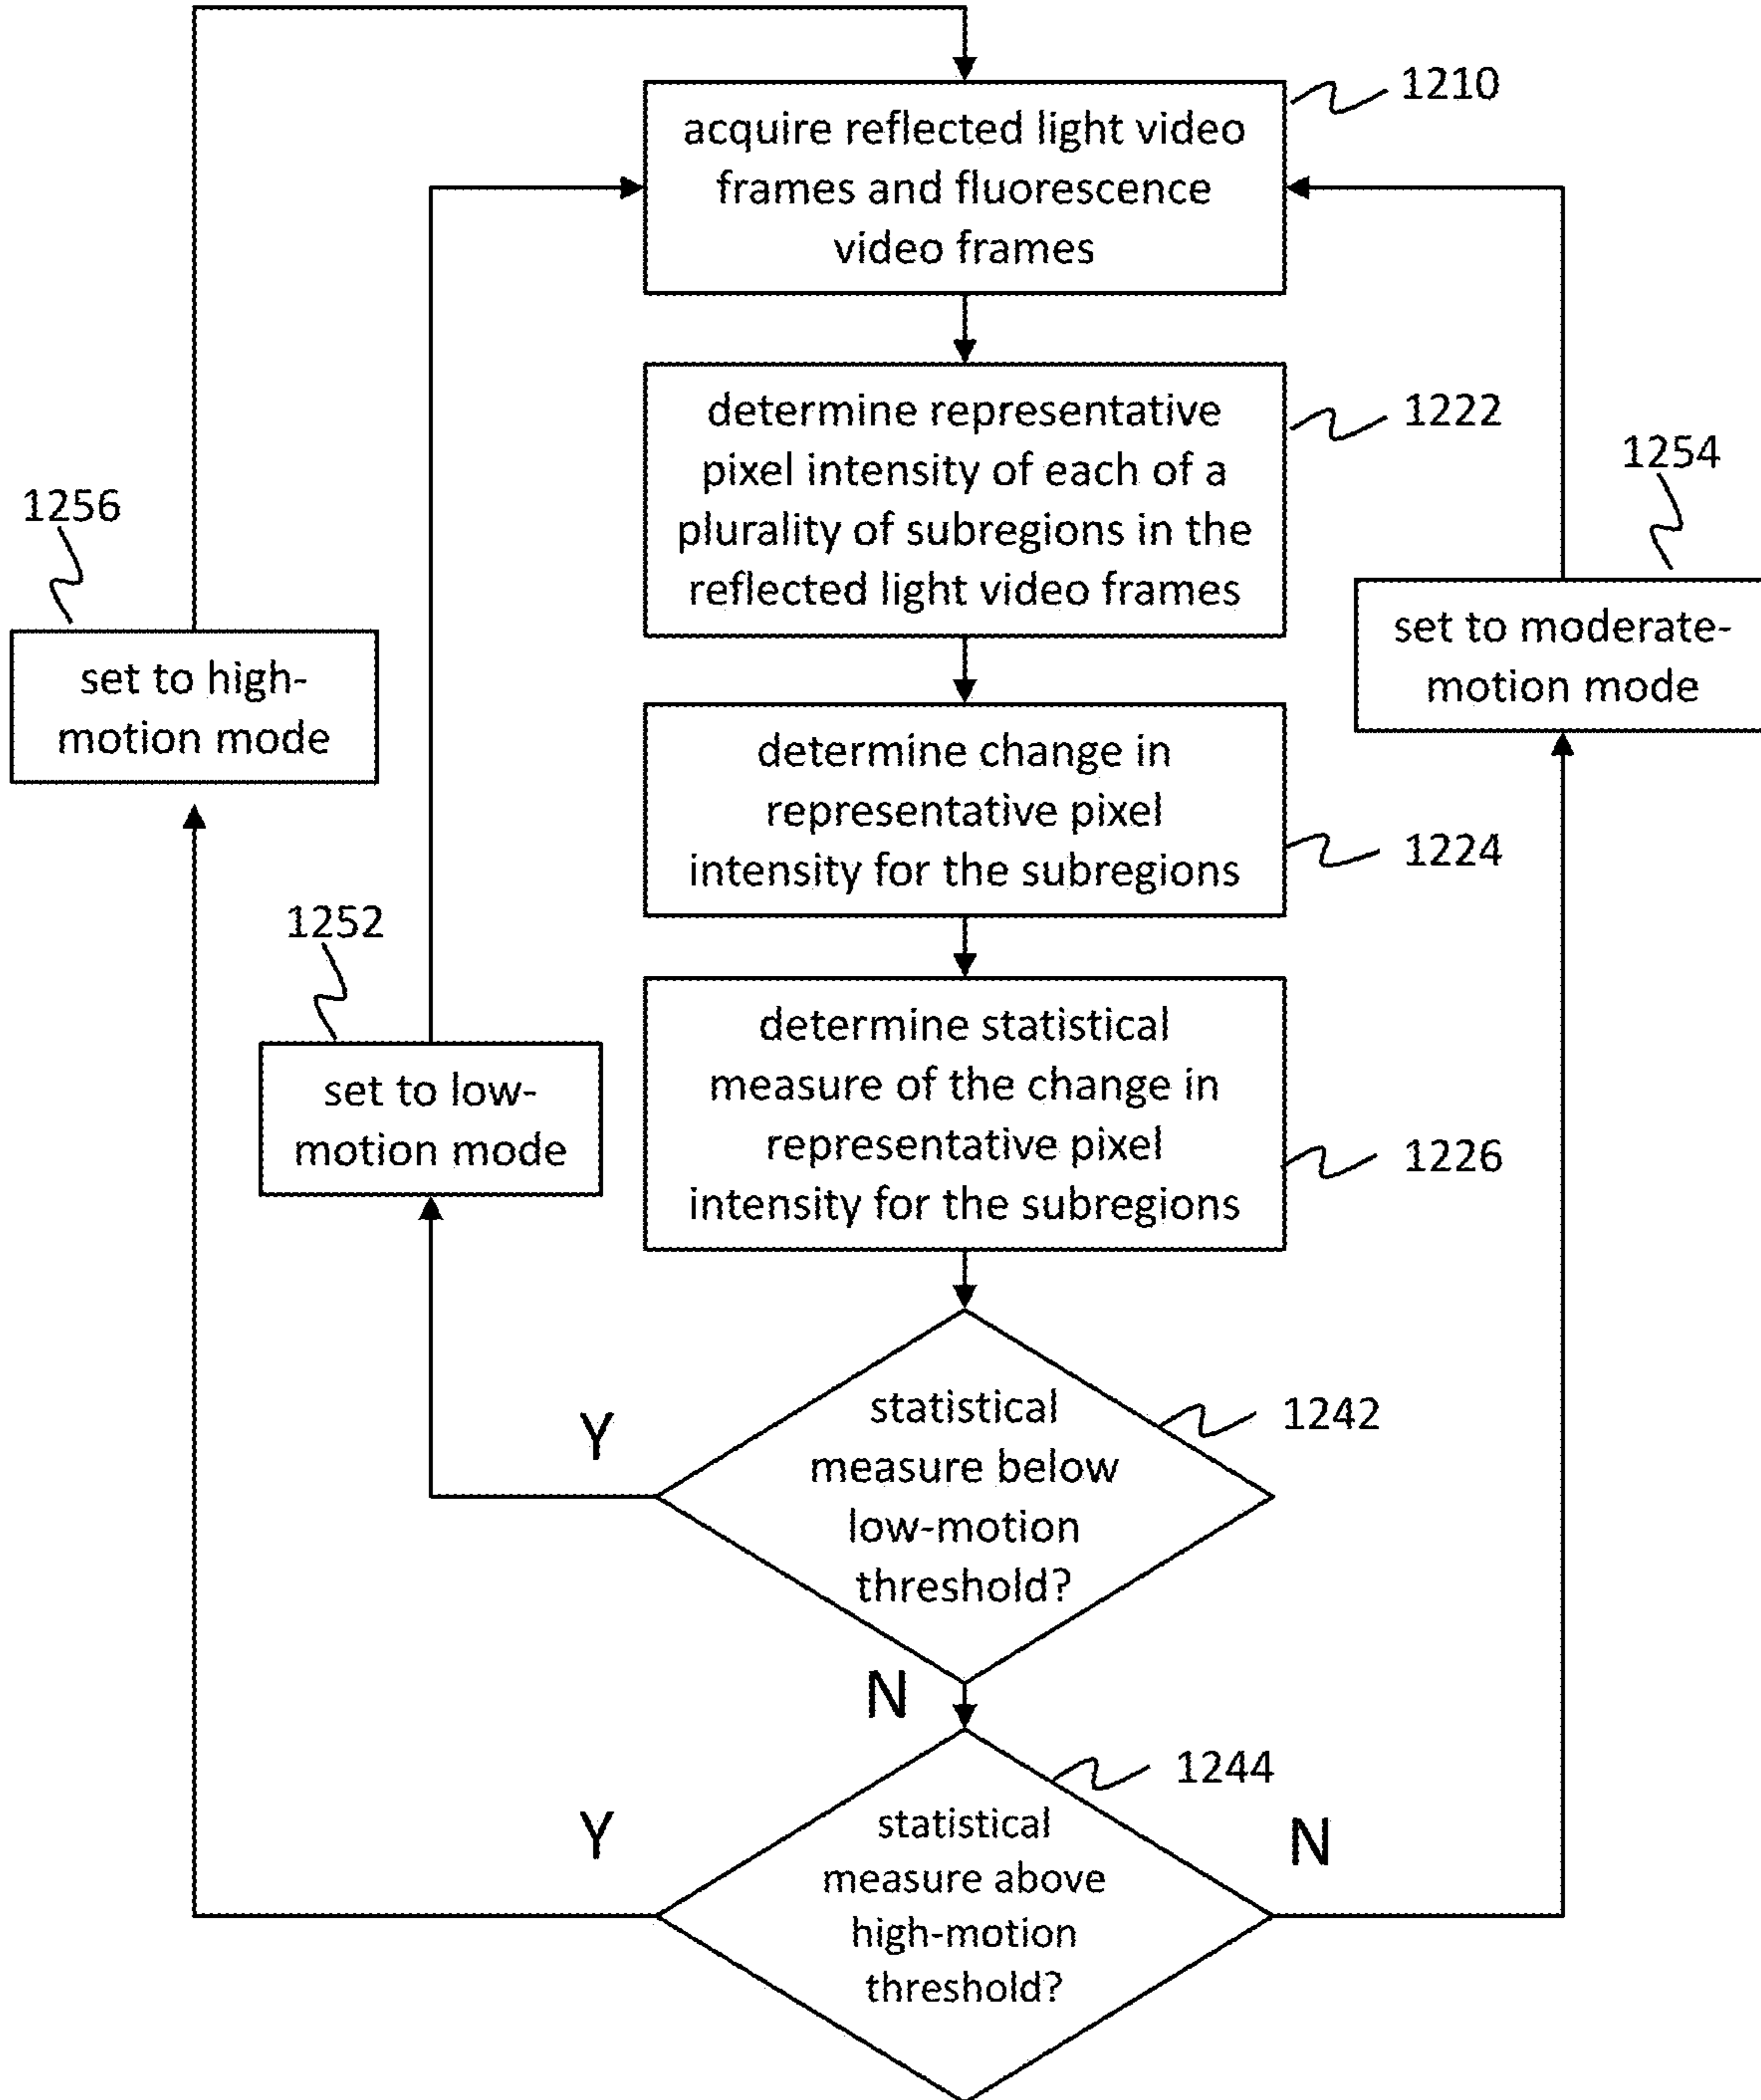 1210
acquire reflected light video
frames and fluorescence
video frames
1222
determine representative
pixel intensity of each of a
plurality of subregions in the
reflected light video frames
1254
set to moderate-
motion mode
1256
set to high-
motion mode
determine change in
representative pixel
intensity for the subregions
1224
1252
set to low-
motion mode
determine statistical
measure of the change in
representative pixel
intensity for the subregions
1226
1242
statistical
measure below
low-motion
threshold?
Y
N
1244
statistical
measure above
high-motion
threshold?
Y
N